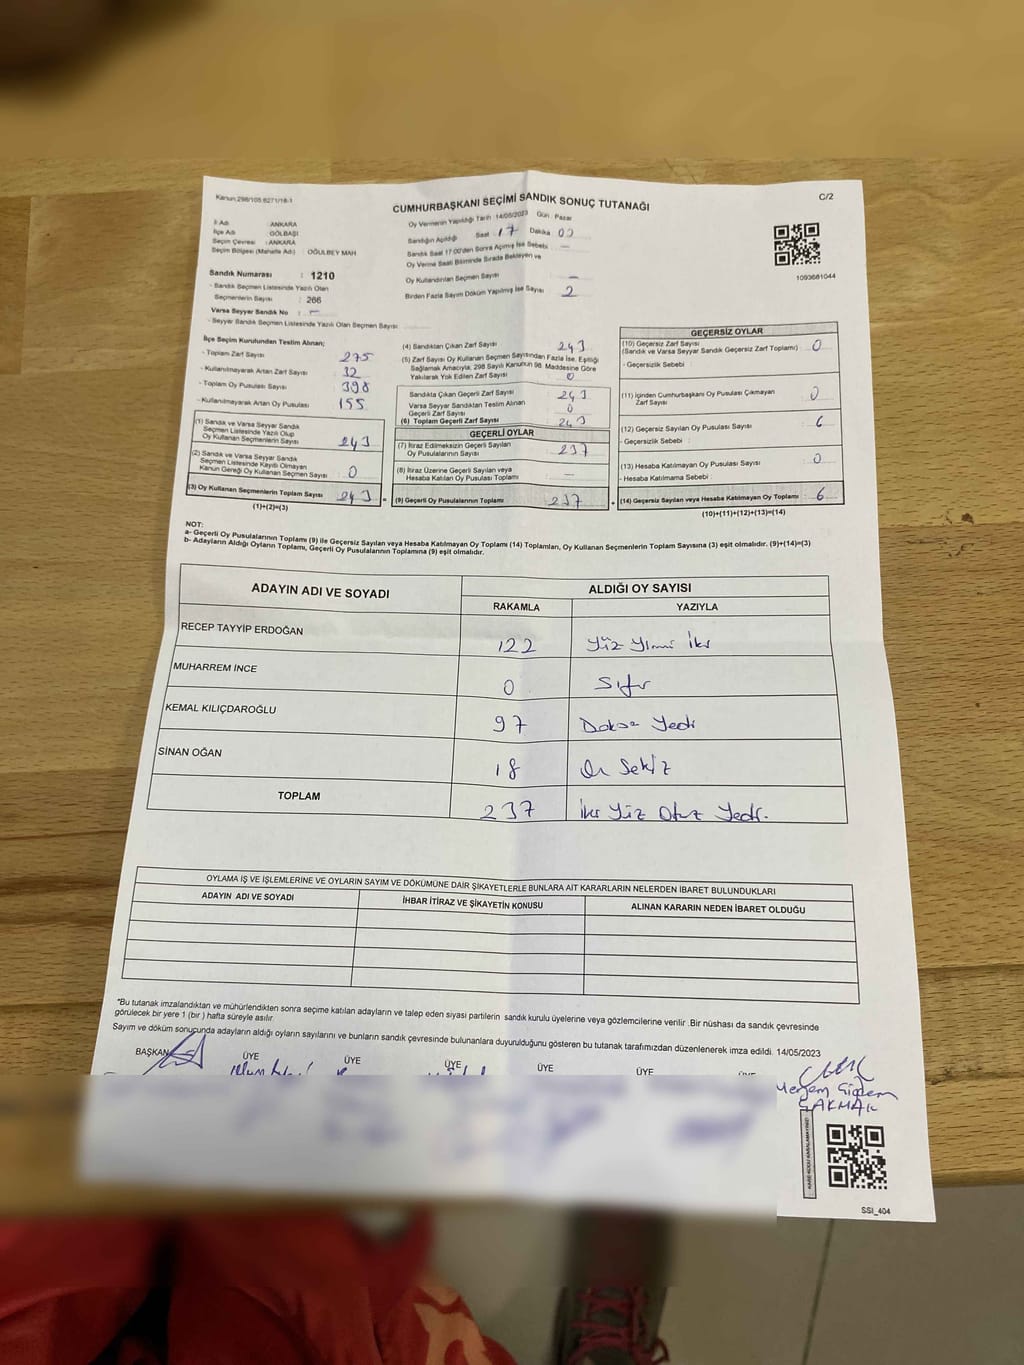 Kanun 298/105 6271/18-1
CUMHURBAŞKANI SEÇİMİ SANDIK SONUÇ TUTANAĞI
C/2
İl Adı : ANKARA
İlçe Adı : GÖLBAŞI
Seçim Çevresi : ANKARA
Seçim Bölgesi (Mahalle Adı) : OĞULBEY MAH
Sandık Numarası : 1210
- Sandık Seçmen Listesinde Yazılı Olan
Seçmenlerin Sayısı : 266
Varsa Seyyar Sandık No : –
- Seyyar Sandık Seçmen Listesinde Yazılı Olan Seçmen Sayısı:
Oy Vermenin Yapıldığı Tarih :14/05/2023 Gün : Pazar
Sandığın Açıldığı Saat : 17 Dakika 00
Sandık Saat 17:00'den Sonra Açımış İse Sebebi : –
Oy Verme Saati Bitiminde Sırada Bekleyen ve
Oy Kullandırılan Seçmen Sayısı –
Birden Fazla Sayım Döküm Yapılmış İse Sayısı 2
1093681044
İlçe Seçim Kurulundan Teslim Alınan;
- Toplam Zarf Sayısı 275
- Kullanılmayarak Artan Zarf Sayısı 32
- Toplam Oy Pusulası Sayısı 398
- Kullanılmayarak Artan Oy Pusulası 155
(1) Sandık ve Varsa Seyyar Sandık
Seçmen Listesinde Yazılı Olup
Oy Kullanan Seçmenlerin Sayısı 243
(2) Sandık ve Varsa Seyyar Sandık
Seçmen Listesinde Kayıtlı Olmayan
Kanun Gereği Oy Kullanan Seçmen Sayısı : 0
(3) Oy Kullanan Seçmenlerin Toplam Sayısı 243 =
(1)+(2)=(3)
(4) Sandıktan Çıkan Zarf Sayısı : 243
(5) Zarf Sayısı Oy Kullanan Seçmen Sayısından Fazla İse, Eşitliği
Sağlamak Amacıyla; 298 Sayılı Kanunun 98. Maddesine Göre
Yakılarak Yok Edilen Zarf Sayısı : 0
Sandıkta Çıkan Geçerli Zarf Sayısı : 243
Varsa Seyyar Sandıktan Teslim Alınan
Geçerli Zarf Sayısı : 0
(6) Toplam Geçerli Zarf Sayısı : 243
GEÇERLİ OYLAR
(7) İtiraz Edilmeksizin Geçerli Sayılan
Oy Pusulalarının Sayısı : 237
(8) İtiraz Üzerine Geçerli Sayılan veya
Hesaba Katılan Oy Pusulası Toplamı : –
(9) Geçerli Oy Pusulalarının Toplamı : 237 +
GEÇERSİZ OYLAR
(10) Geçersiz Zarf Sayısı
(Sandık ve Varsa Seyyar Sandık Geçersiz Zarf Toplamı) : 0
- Geçersizlik Sebebi :
(11) İçinden Cumhurbaşkanı Oy Pusulası Çıkmayan
Zarf Sayısı : 0
(12) Geçersiz Sayılan Oy Pusulası Sayısı : 6
- Geçersizlik Sebebi :
(13) Hesaba Katılmayan Oy Pusulası Sayısı : 0
- Hesaba Katılmama Sebebi :
(14) Geçersiz Sayılan veya Hesaba Katılmayan Oy Toplamı : 6
(10)+(11)+(12)+(13)=(14)
NOT:
a- Geçerli Oy Pusulalarının Toplamı (9) ile Geçersiz Sayılan veya Hesaba Katılmayan Oy Toplamı (14) Toplamları, Oy Kullanan Seçmenlerin Toplam Sayısına (3) eşit olmalıdır. (9)+(14)=(3)
b- Adayların Aldığı Oyların Toplamı, Geçerli Oy Pusulalarının Toplamına (9) eşit olmalıdır.
ADAYIN ADI VE SOYADI
ALDIĞI OY SAYISI
RAKAMLA YAZIYLA
RECEP TAYYİP ERDOĞAN 122 Yüz Yirmi İki
MUHARREM İNCE 0 Sıfır
KEMAL KILIÇDAROĞLU 97 Doksan Yedi
SİNAN OĞAN 18 On Sekiz
TOPLAM 237 İki Yüz Otuz Yedi.
OYLAMA İŞ VE İŞLEMLERİNE VE OYLARIN SAYIM VE DÖKÜMÜNE DAİR ŞİKAYETLERLE BUNLARA AİT KARARLARIN NELERDEN İBARET BULUNDUKLARI
ADAYIN ADI VE SOYADI İHBAR İTİRAZ VE ŞİKAYETİN KONUSU ALINAN KARARIN NEDEN İBARET OLDUĞU
*Bu tutanak imzalandıktan ve mühürlendikten sonra seçime katılan adayların ve talep eden siyasi partilerin sandık kurulu üyelerine veya gözlemcilerine verilir .Bir nüshası da sandık çevresinde
görülecek bir yere 1 (bir ) hafta süreyle asılır.
Sayım ve döküm sonucunda adayların aldığı oyların sayılarını ve bunların sandık çevresinde bulunanlara duyurulduğunu gösteren bu tutanak tarafımızdan düzenlenerek imza edildi. 14/05/2023
BAŞKAN ÜYE ÜYE ÜYE ÜYE ÜYE
Meryem Çiğdem
ÇAKMAK
SSI_404